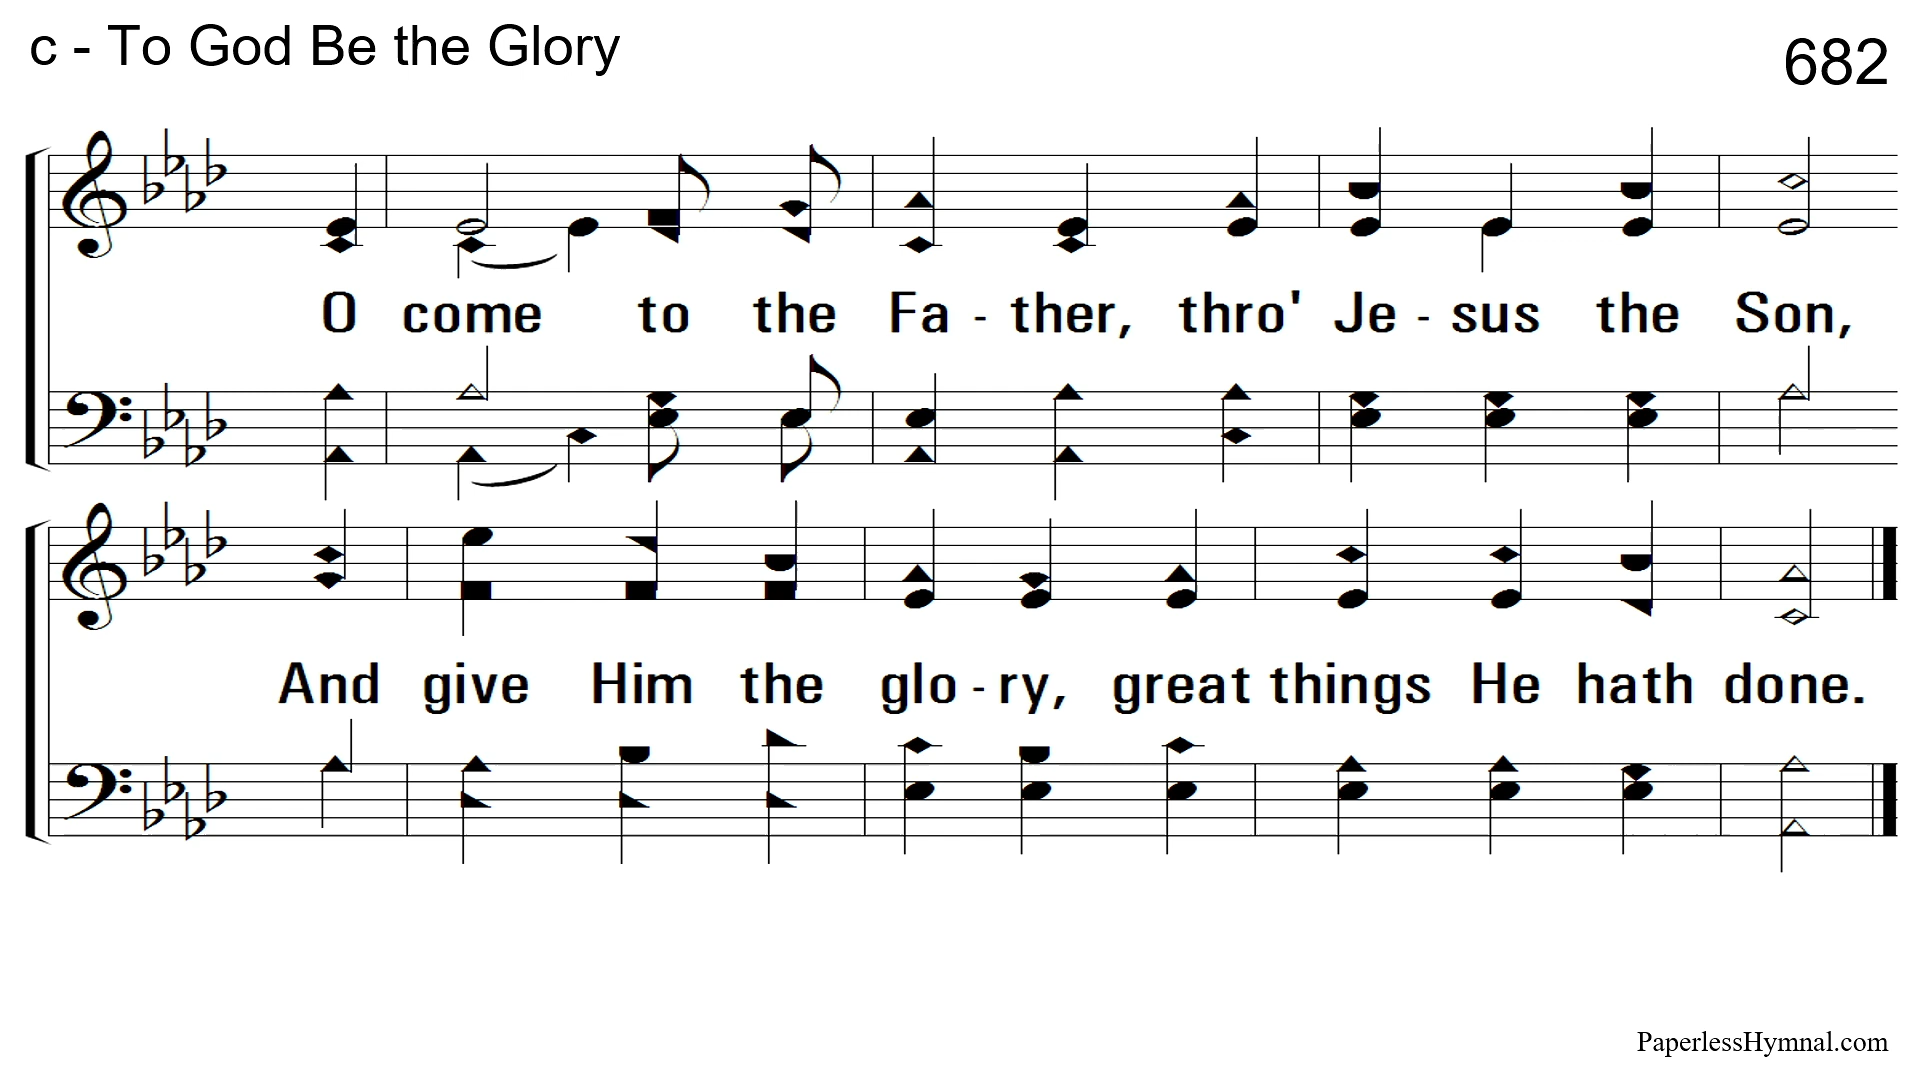 c - To God Be the Glory
682
O come to the Fa - ther, thro' Je - sus the Son,
And give Him the glo - ry, great things He hath done.
PaperlessHymnal.com